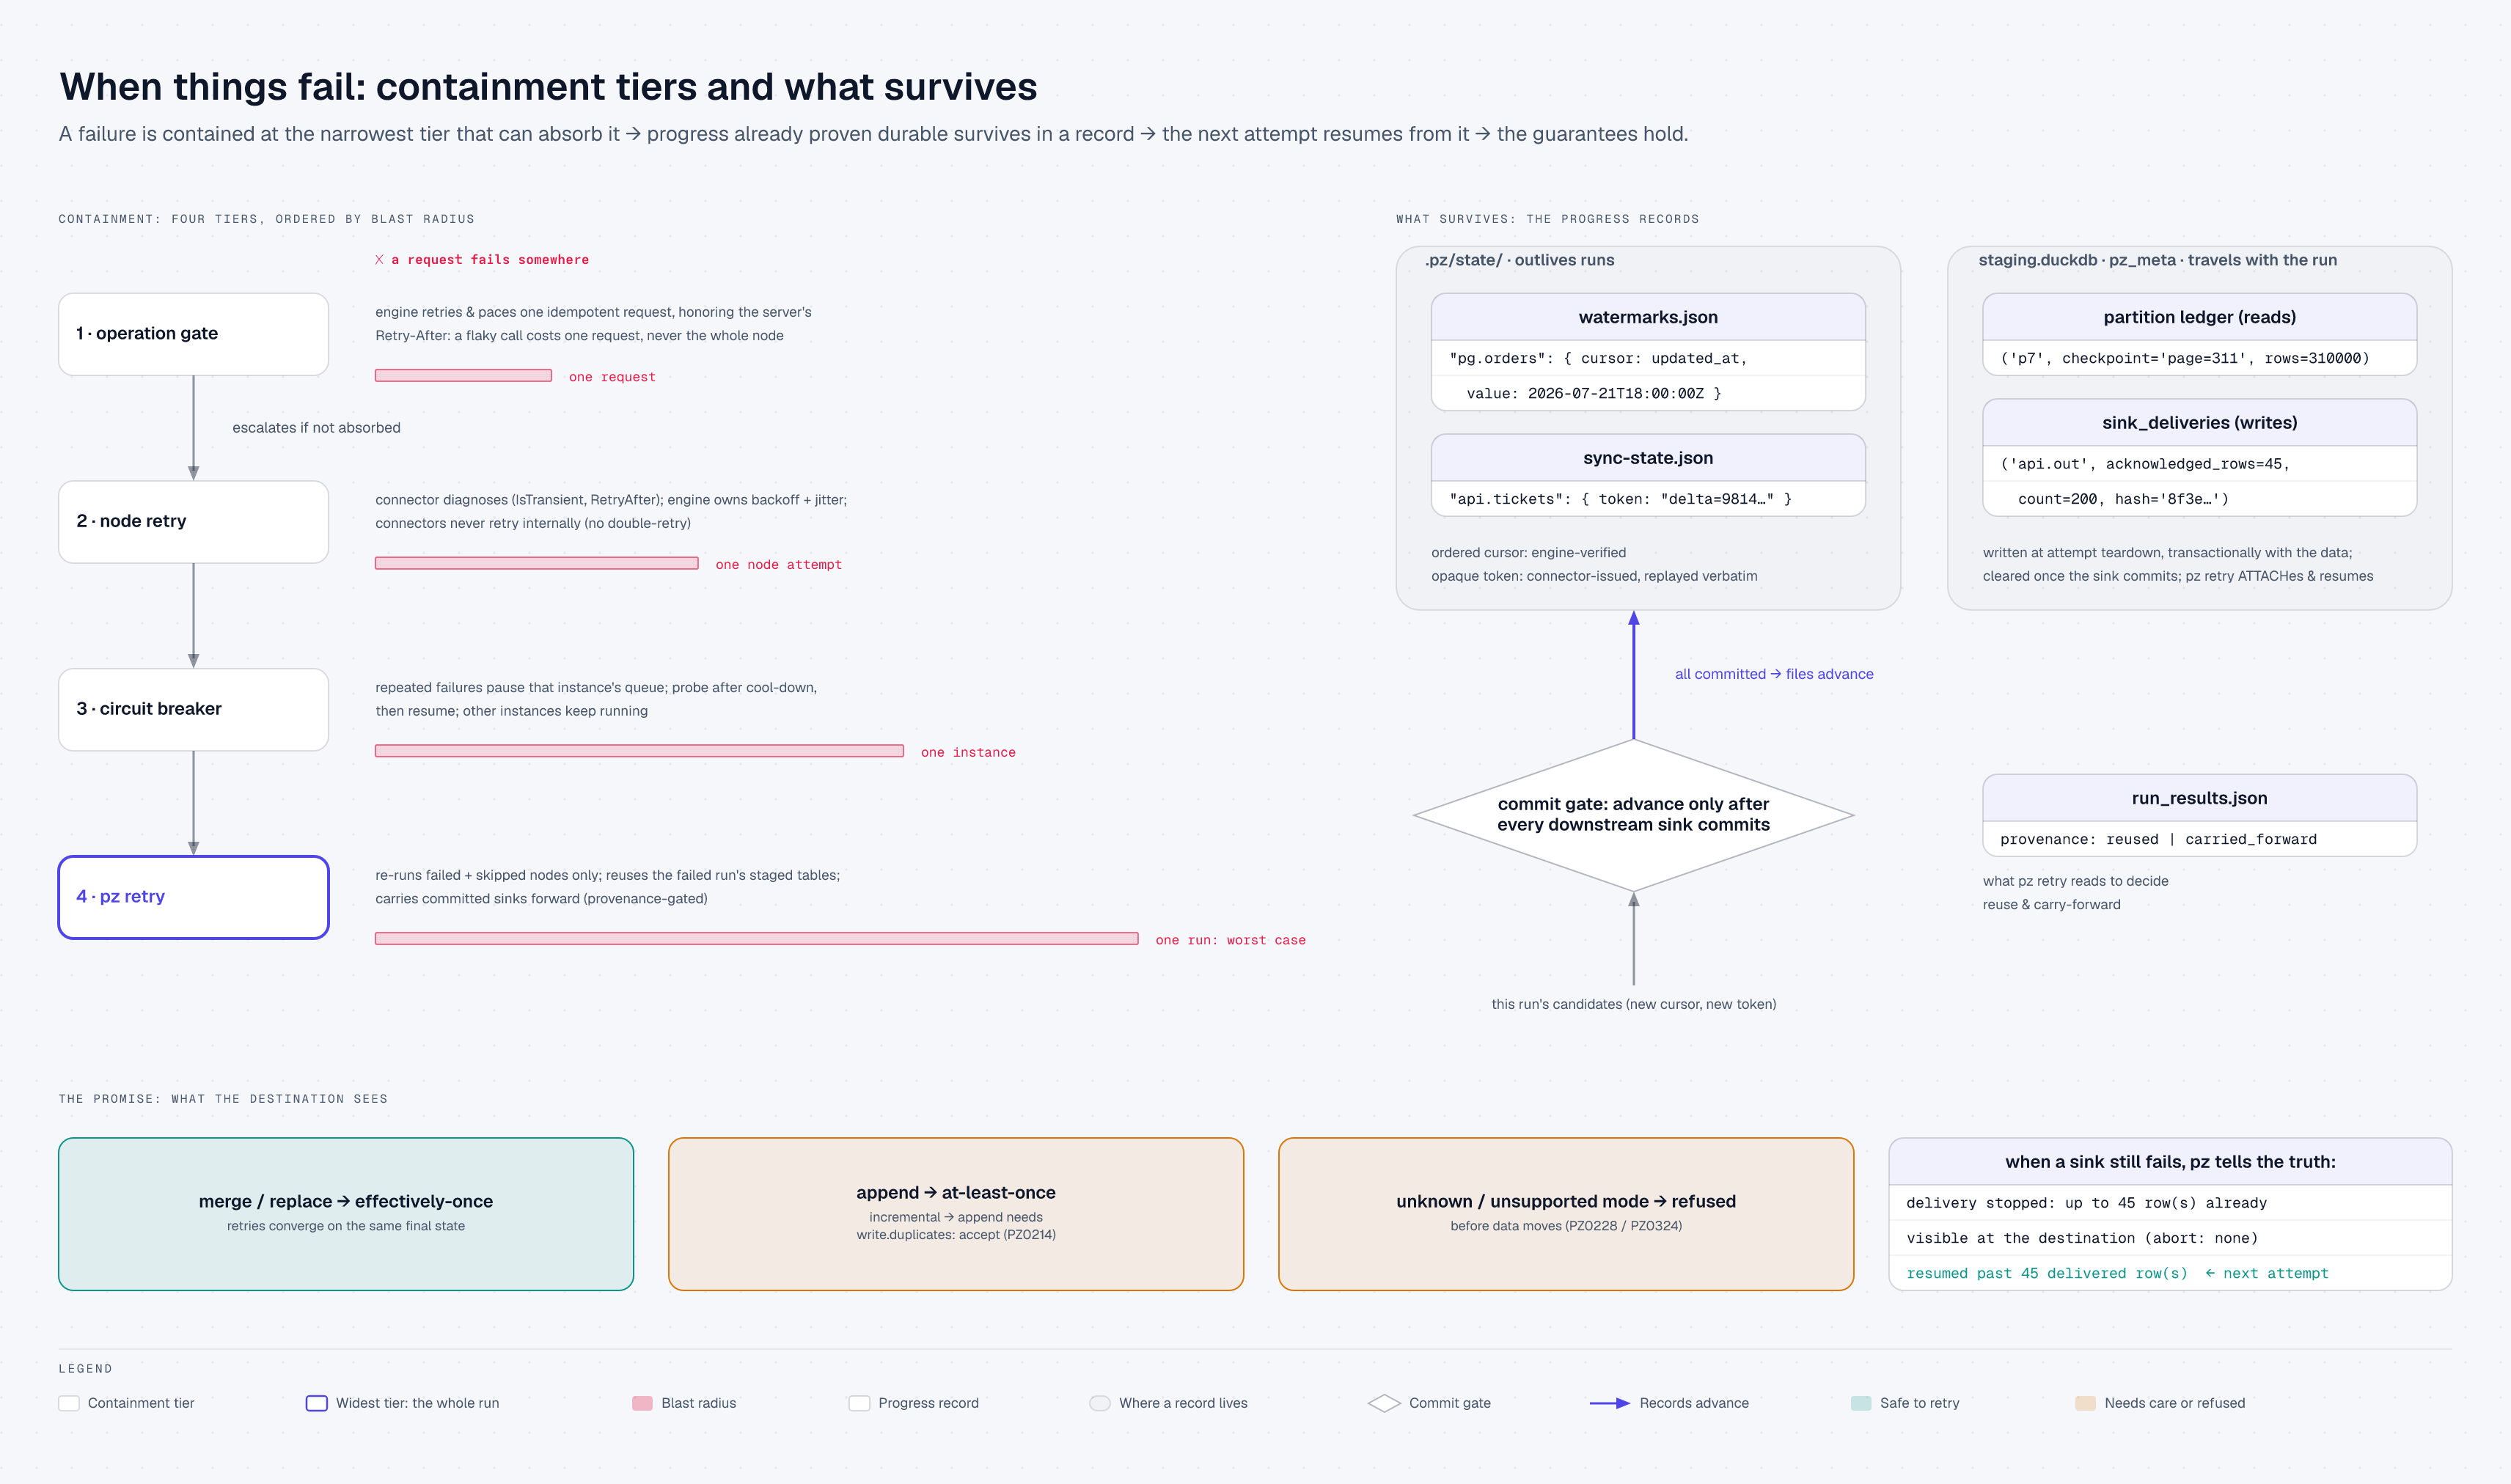 When things fail: containment tiers and what survives
A failure is contained at the narrowest tier that can absorb it → progress already proven durable survives in a record → the next attempt resumes from it → the guarantees hold.
CONTAINMENT: FOUR TIERS, ORDERED BY BLAST RADIUS
X a request fails somewhere
1 · operation gate
engine retries & paces one idempotent request, honoring the server's
Retry-After: a flaky call costs one request, never the whole node
one request
escalates if not absorbed
2 · node retry
connector diagnoses (IsTransient, RetryAfter); engine owns backoff + jitter;
connectors never retry internally (no double-retry)
one node attempt
3 · circuit breaker
repeated failures pause that instance's queue; probe after cool-down,
then resume; other instances keep running
one instance
4 · pz retry
re-runs failed + skipped nodes only; reuses the failed run's staged tables;
carries committed sinks forward (provenance-gated)
one run: worst case
WHAT SURVIVES: THE PROGRESS RECORDS
.pz/state/ · outlives runs
watermarks.json
"pg.orders": { cursor: updated_at,
value: 2026-07-21T18:00:00Z }
sync-state.json
"api.tickets": { token: "delta=9814…" }
ordered cursor: engine-verified
opaque token: connector-issued, replayed verbatim
staging.duckdb · pz_meta · travels with the run
partition ledger (reads)
('p7', checkpoint='page=311', rows=310000)
sink_deliveries (writes)
('api.out', acknowledged_rows=45,
count=200, hash='8f3e…')
written at attempt teardown, transactionally with the data;
cleared once the sink commits; pz retry ATTACHes & resumes
all committed → files advance
commit gate: advance only after
every downstream sink commits
this run's candidates (new cursor, new token)
run_results.json
provenance: reused | carried_forward
what pz retry reads to decide
reuse & carry-forward
THE PROMISE: WHAT THE DESTINATION SEES
merge / replace → effectively-once
retries converge on the same final state
append → at-least-once
incremental → append needs
write.duplicates: accept (PZ0214)
unknown / unsupported mode → refused
before data moves (PZ0228 / PZ0324)
when a sink still fails, pz tells the truth:
delivery stopped: up to 45 row(s) already
visible at the destination (abort: none)
resumed past 45 delivered row(s) ← next attempt
LEGEND
Containment tier
Widest tier: the whole run
Blast radius
Progress record
Where a record lives
Commit gate
Records advance
Safe to retry
Needs care or refused